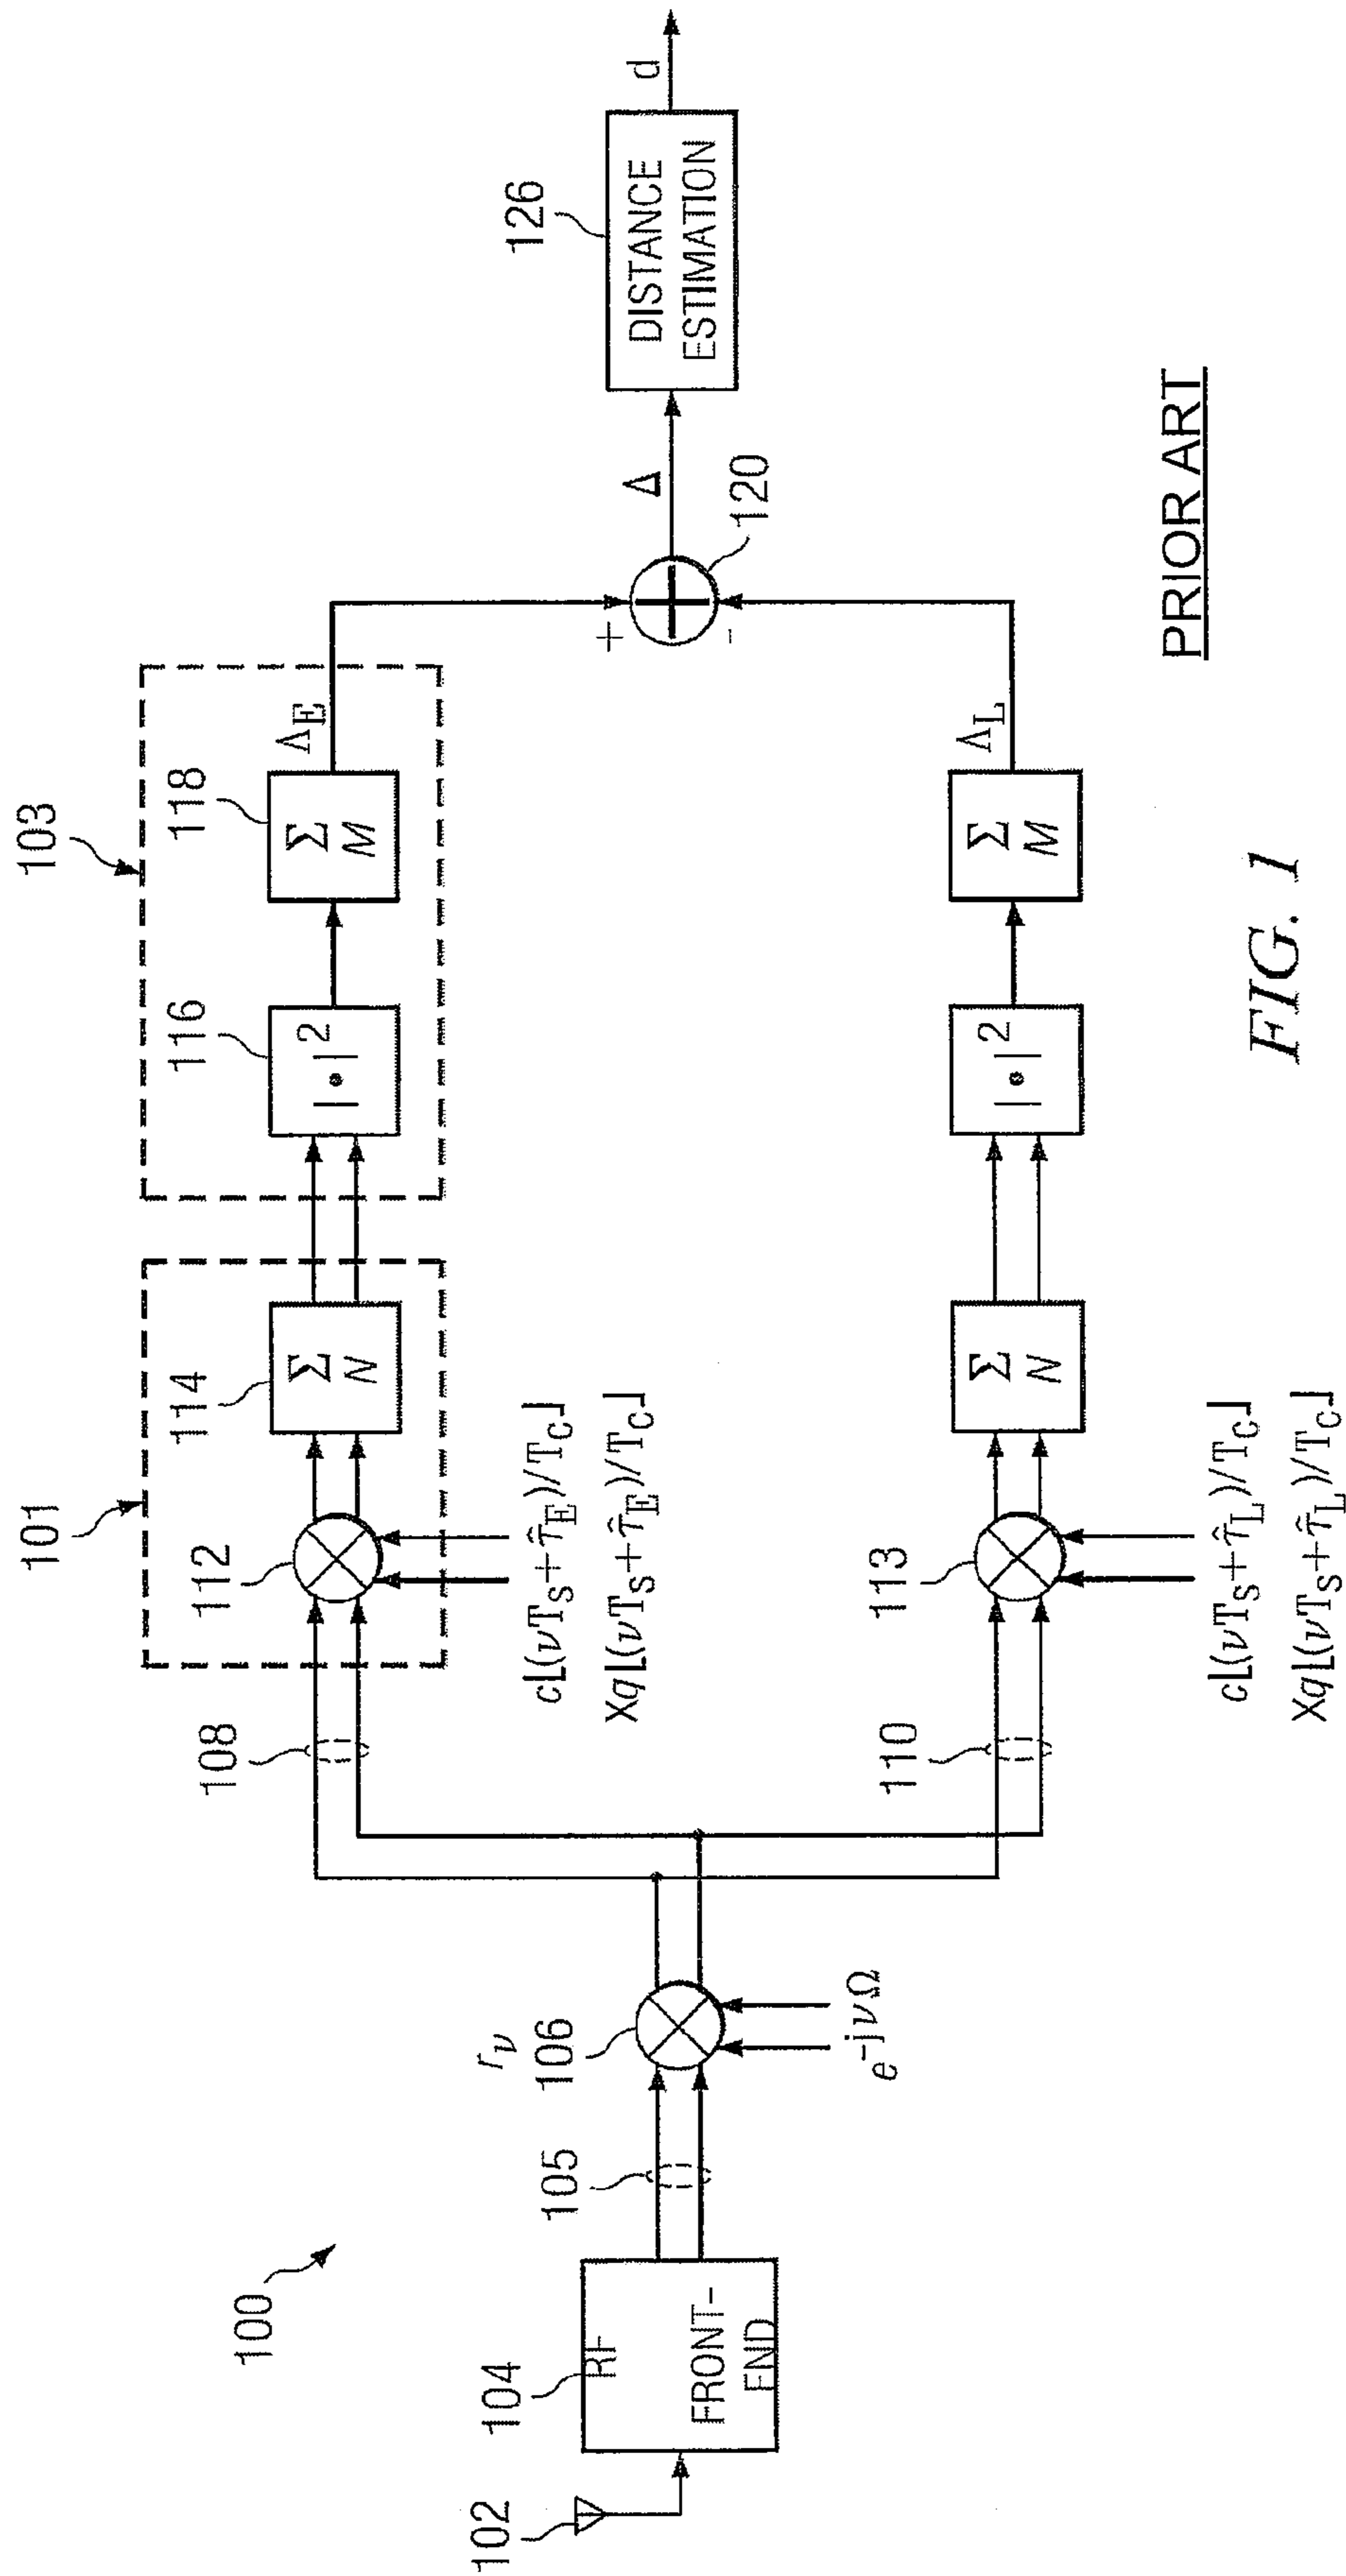 100
102
104
RF
FRONT-
END
105
r_ν
106
e^{-jνΩ}
108
110
101
112
114
Σ
N
c⌊(νT_S+τ̂_E)/T_C⌋
Xq⌊(νT_S+τ̂_E)/T_C⌋
103
116
|•|²
118
Σ
M
Λ_E
113
Σ
N
c⌊(νT_S+τ̂_L)/T_C⌋
Xq⌊(νT_S+τ̂_L)/T_C⌋
|•|²
Σ
M
Λ_L
+
-
120
Δ
126
DISTANCE
ESTIMATION
d
PRIOR ART
FIG. 1